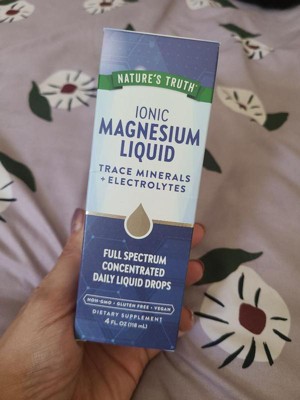 NATURE'S TRUTH
IONIC
MAGNESIUM
LIQUID
TRACE MINERALS
+ ELECTROLYTES
FULL SPECTRUM
CONCENTRATED
DAILY LIQUID DROPS
NON-GMO • GLUTEN FREE • VEGAN
DIETARY SUPPLEMENT
4 FL. OZ (118 mL)